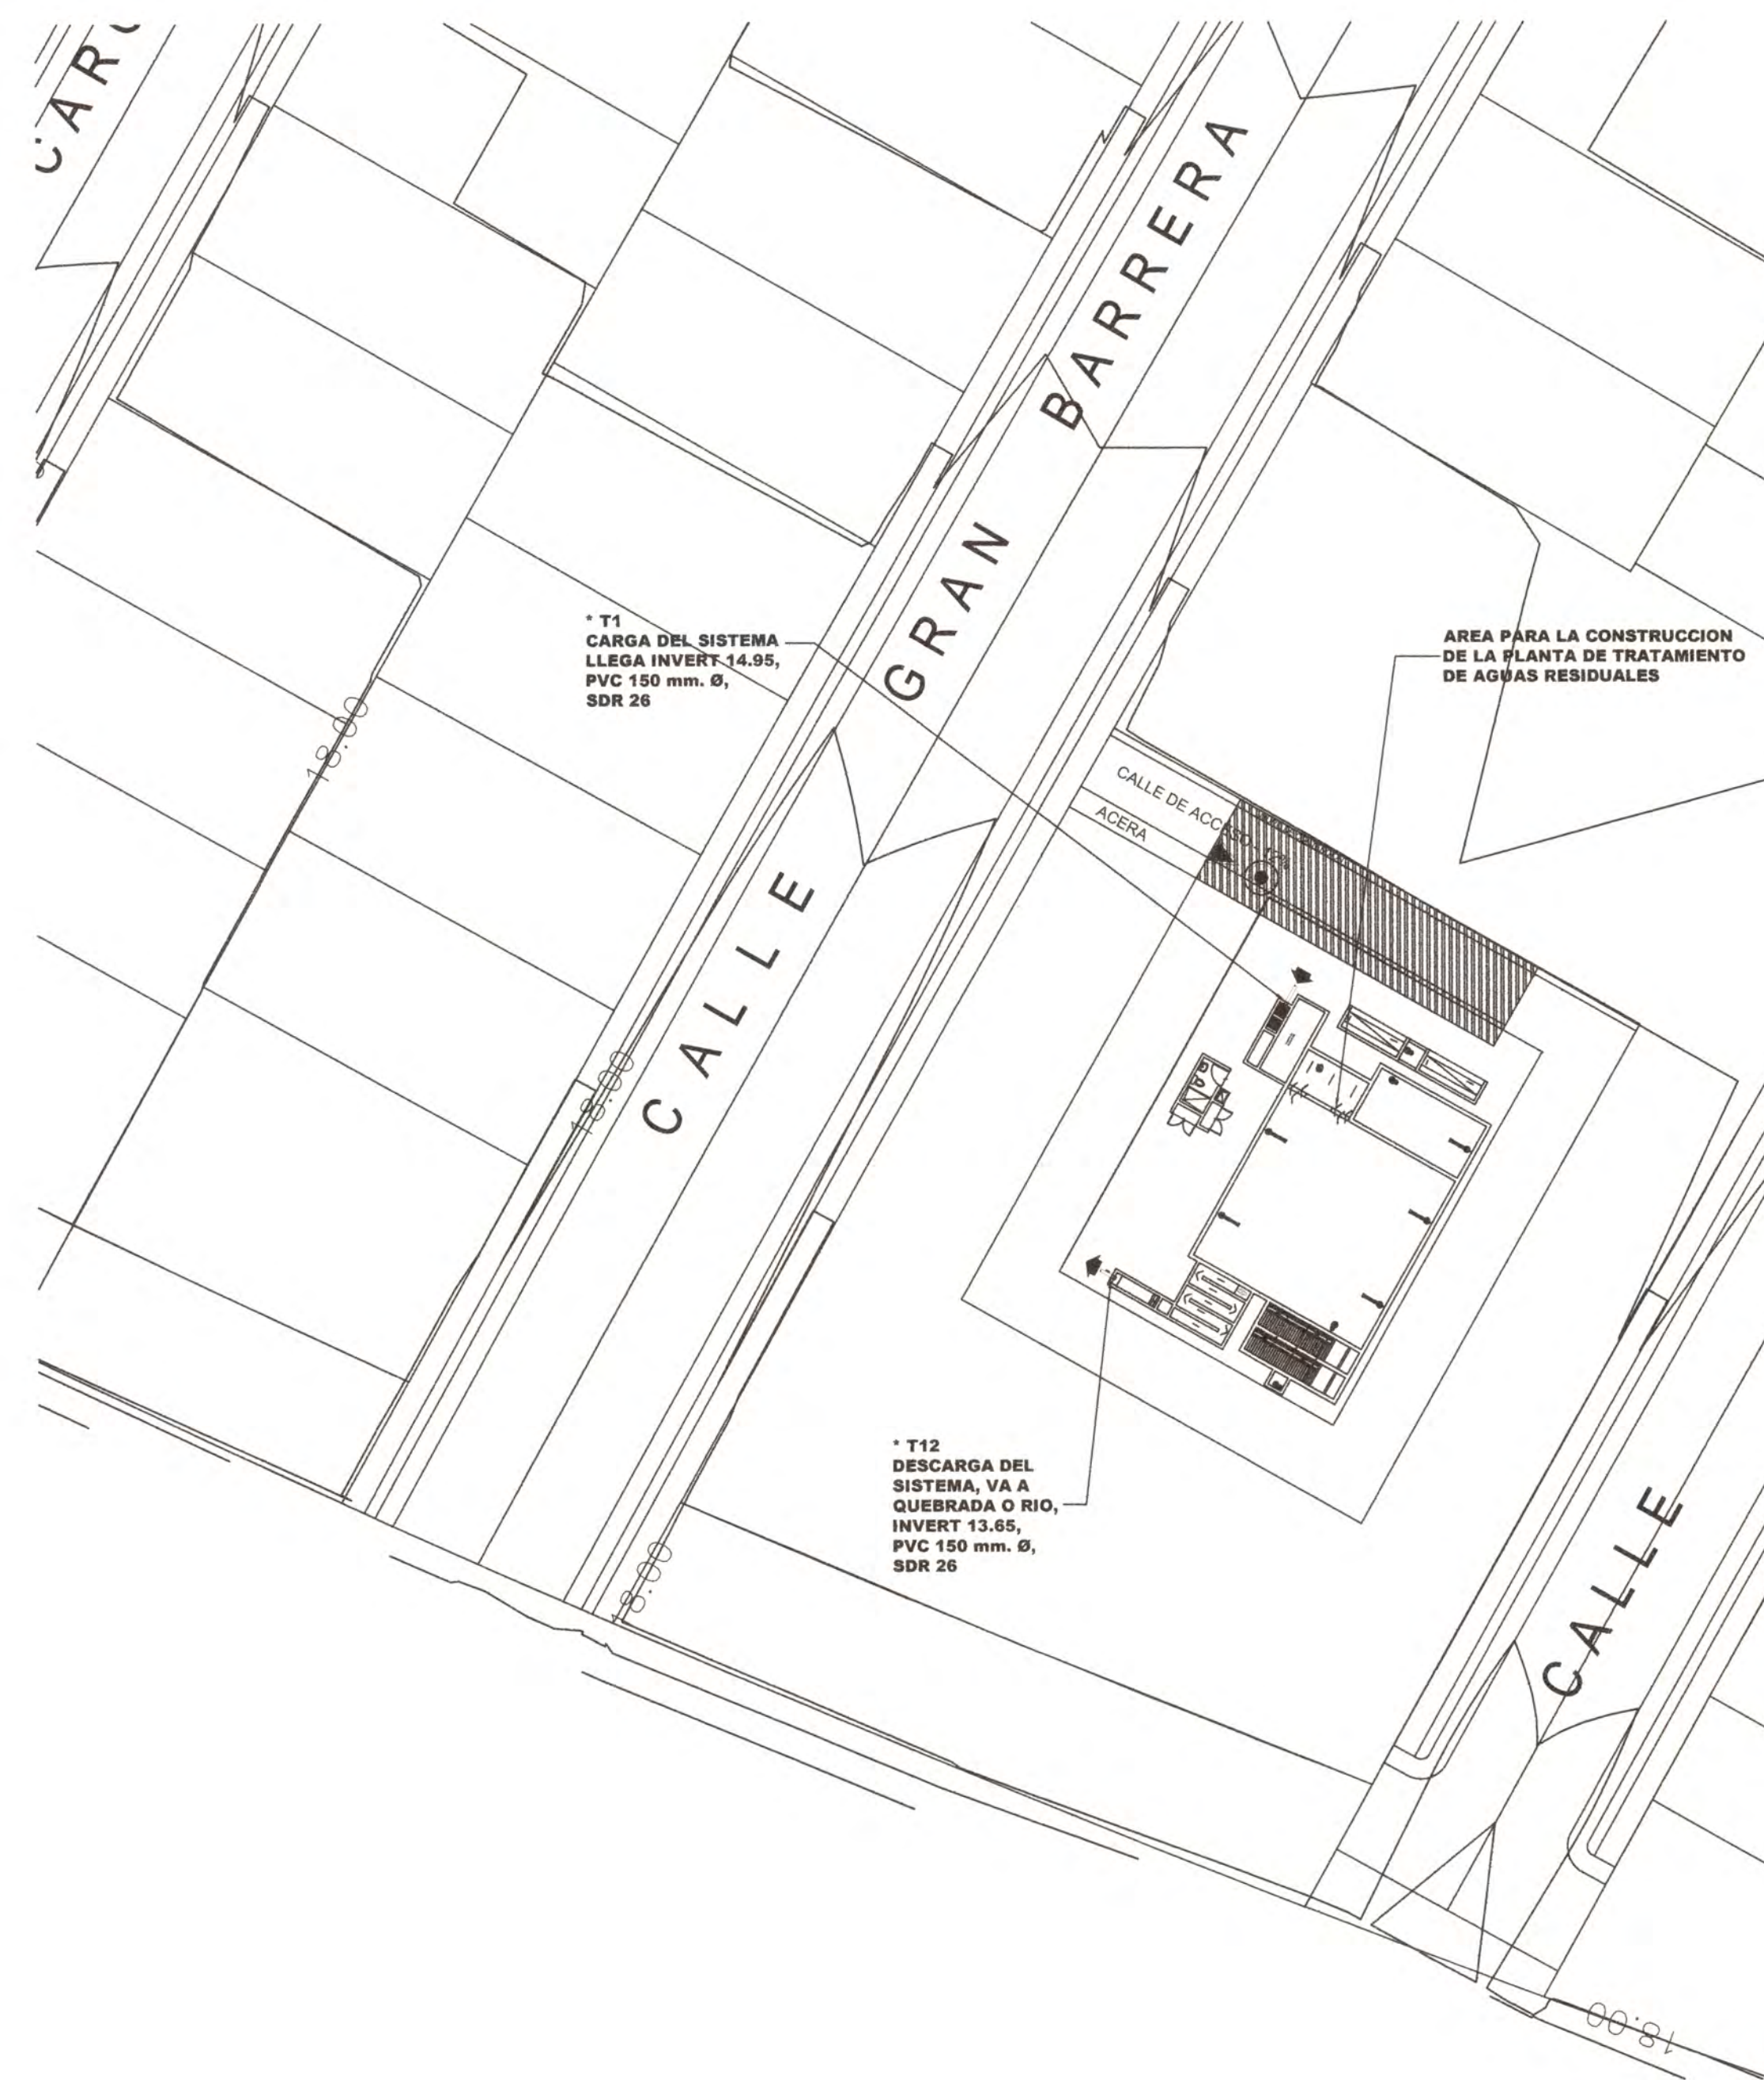 CARC
CALLE GRAN BARRERA
* T1
CARGA DEL SISTEMA
LLEGA INVERT 14.95,
PVC 150 mm. Ø,
SDR 26
AREA PARA LA CONSTRUCCION
DE LA PLANTA DE TRATAMIENTO
DE AGUAS RESIDUALES
18.00
CALLE DE ACCESO
ACERA
18.00
* T12
DESCARGA DEL
SISTEMA, VA A
QUEBRADA O RIO,
INVERT 13.65,
PVC 150 mm. Ø,
SDR 26
18.00
CALLE
18.00